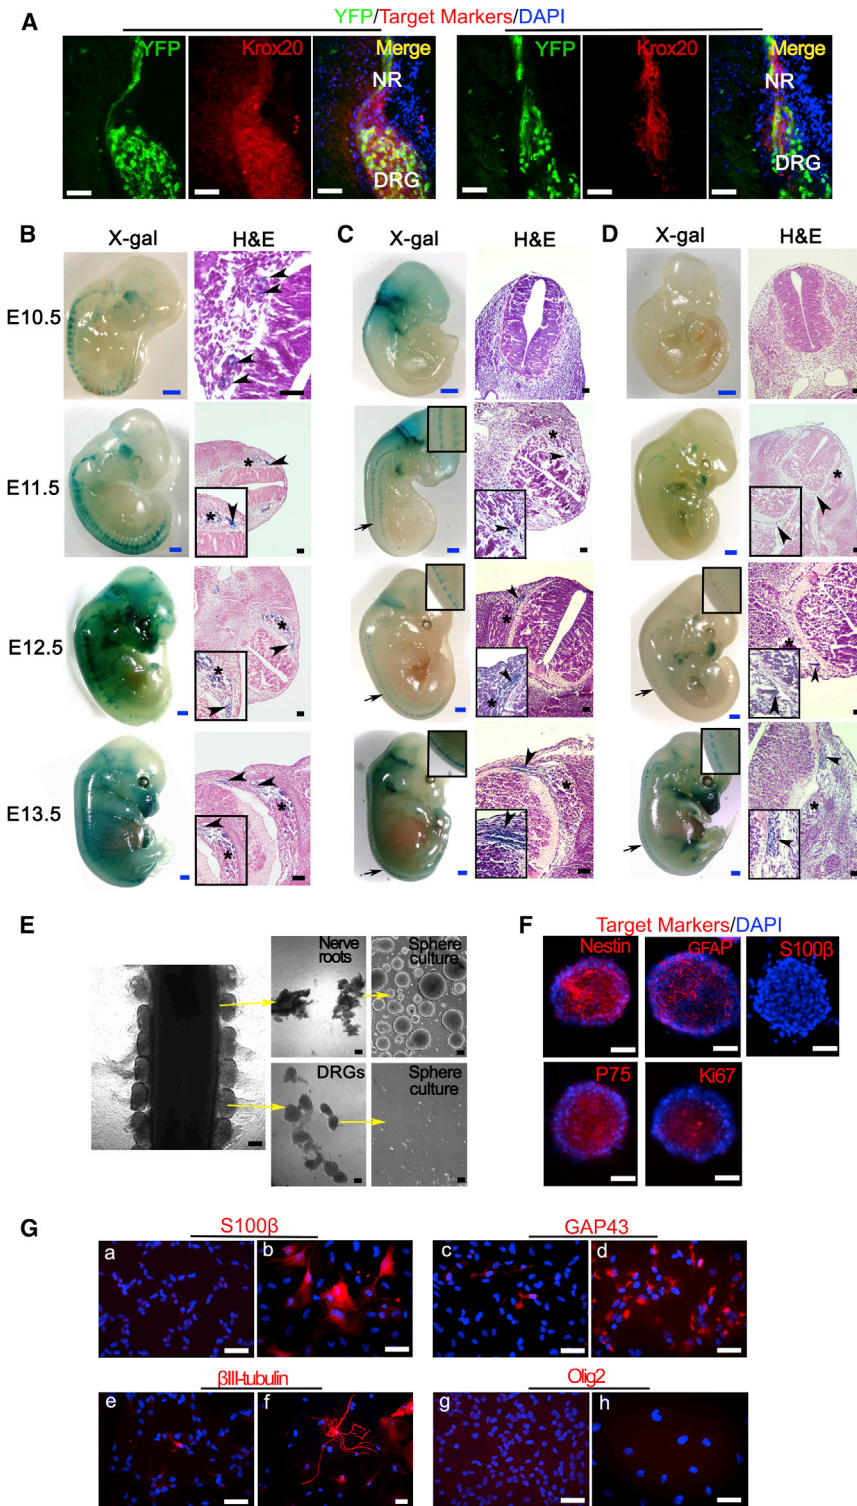 A
YFP/Target Markers/DAPI
YFP
Krox20
Merge
NR
DRG
YFP
Krox20
Merge
NR
DRG
B
X-gal
H&E
C
X-gal
H&E
D
X-gal
H&E
E10.5
*
*
*
*
E11.5
*
*
*
*
*
*
E12.5
*
*
*
*
*
E13.5
E
Nerve
roots
Sphere
culture
DRGs
Sphere
culture
F
Target Markers/DAPI
Nestin
GFAP
S100β
P75
Ki67
G
S100β
GAP43
a
b
c
d
βIII-tubulin
Olig2
e
f
g
h